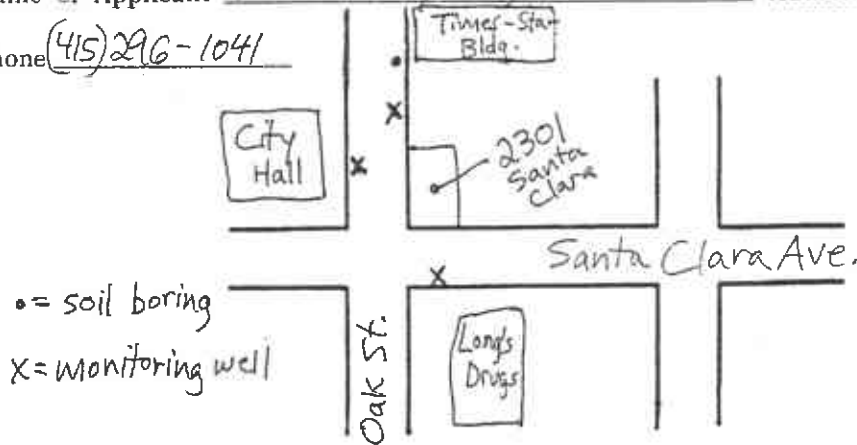 Applicant
(415) 296-1041
Times-Star
Bldg.
City
Hall
2301
Santa
Clara
Santa Clara Ave.
• = soil boring
x = monitoring well
Oak St.
Long's
Drugs